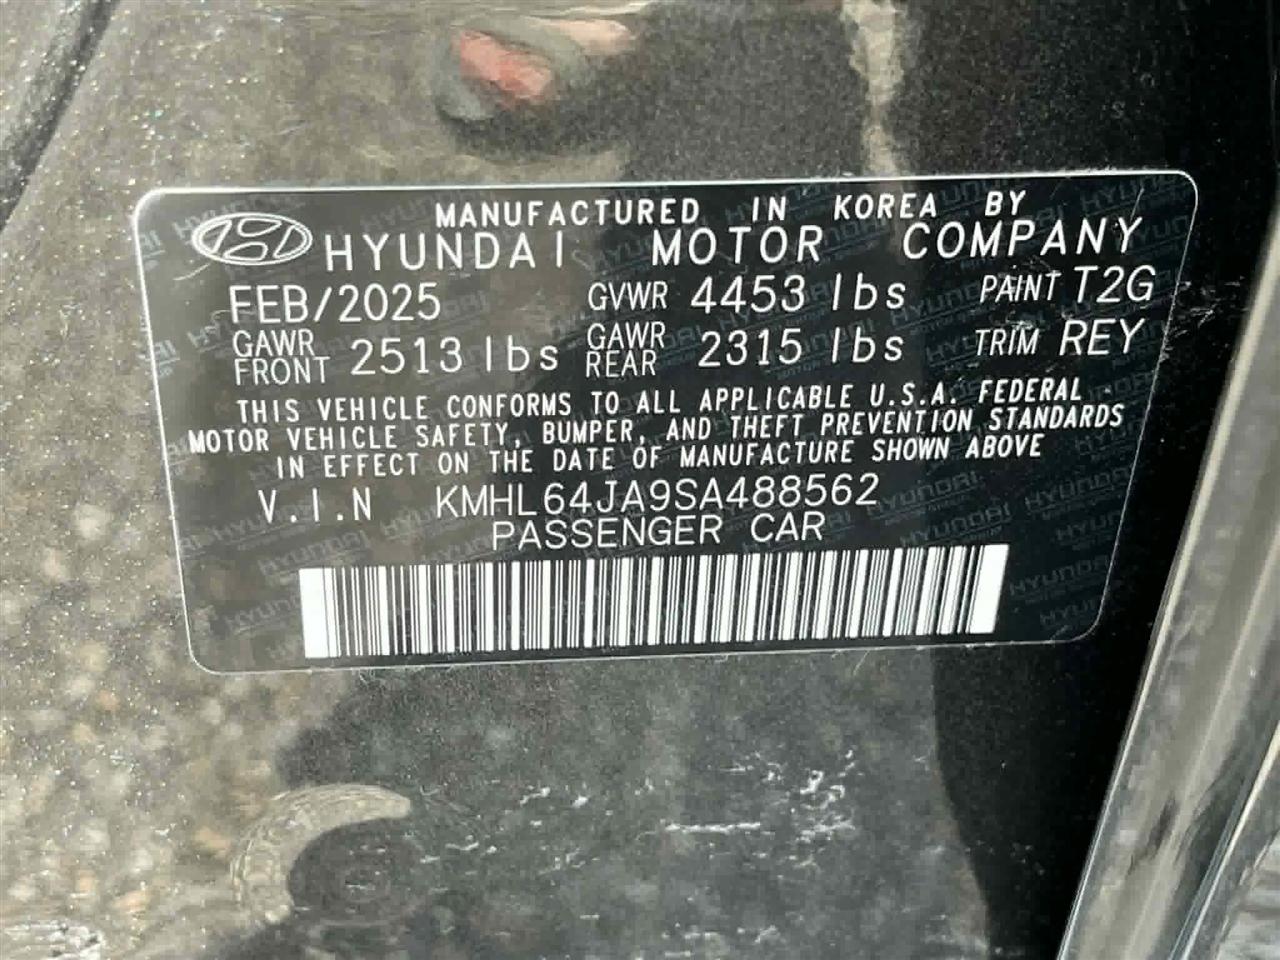 MANUFACTURED IN KOREA BY
HYUNDAI MOTOR COMPANY
FEB/2025 GVWR 4453 lbs PAINT T2G
GAWR FRONT 2513 lbs GAWR REAR 2315 lbs TRIM REY
THIS VEHICLE CONFORMS TO ALL APPLICABLE U.S.A. FEDERAL
MOTOR VEHICLE SAFETY, BUMPER, AND THEFT PREVENTION STANDARDS
IN EFFECT ON THE DATE OF MANUFACTURE SHOWN ABOVE
V.I.N KMHL64JA9SA488562
PASSENGER CAR